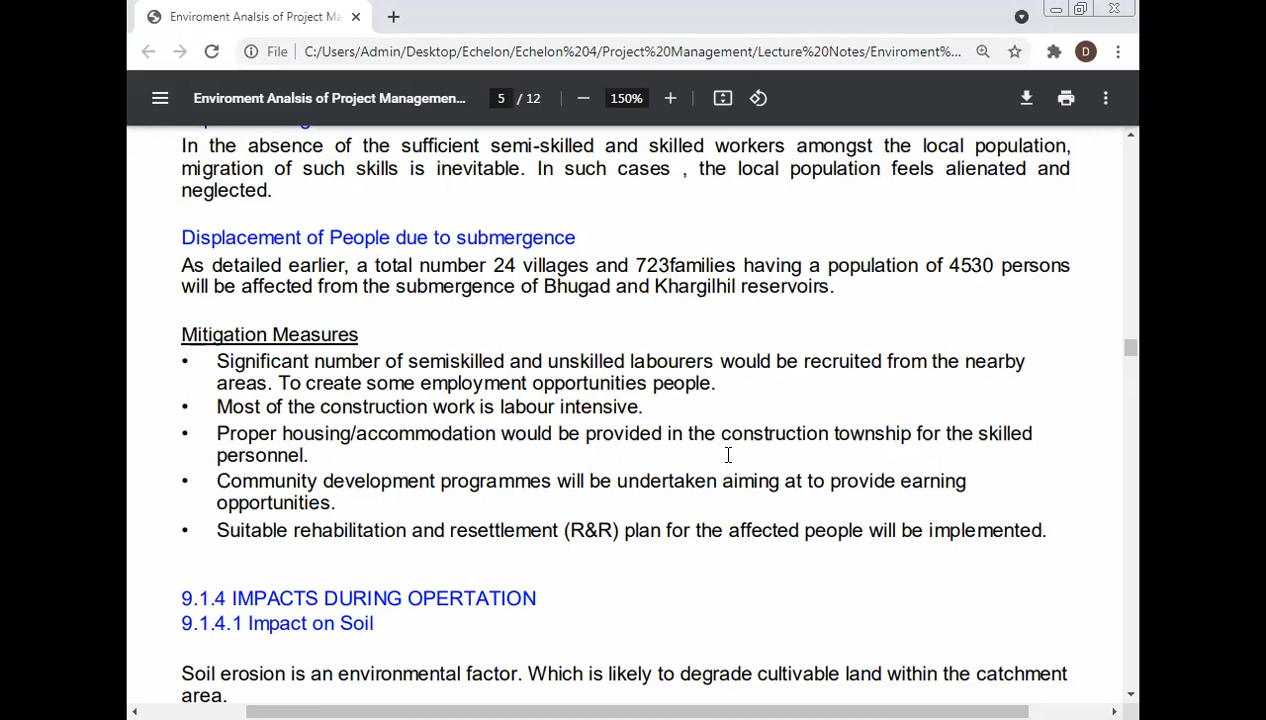 Enviroment Analsis of Project Ma
File
C:/Users/Admin/Desktop/Echelon/Echelon%204/Project%20Management/Lecture%20Notes/Enviroment%...
D
Enviroment Analsis of Project Managemen...
5 / 12
150%
In the absence of the sufficient semi-skilled and skilled workers amongst the local population,
migration of such skills is inevitable. In such cases , the local population feels alienated and
neglected.
Displacement of People due to submergence
As detailed earlier, a total number 24 villages and 723families having a population of 4530 persons
will be affected from the submergence of Bhugad and Khargilhil reservoirs.
Mitigation Measures
• Significant number of semiskilled and unskilled labourers would be recruited from the nearby
areas. To create some employment opportunities people.
• Most of the construction work is labour intensive.
• Proper housing/accommodation would be provided in the construction township for the skilled
personnel.
• Community development programmes will be undertaken aiming at to provide earning
opportunities.
• Suitable rehabilitation and resettlement (R&R) plan for the affected people will be implemented.
9.1.4 IMPACTS DURING OPERTATION
9.1.4.1 Impact on Soil
Soil erosion is an environmental factor. Which is likely to degrade cultivable land within the catchment
area.